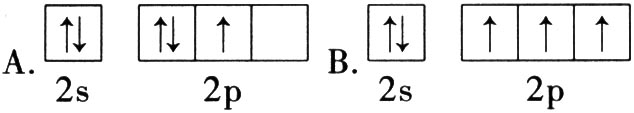 A. ↑↓ ↑↓ ↑ B. ↑↓ ↑ ↑ ↑
2s 2p 2s 2p